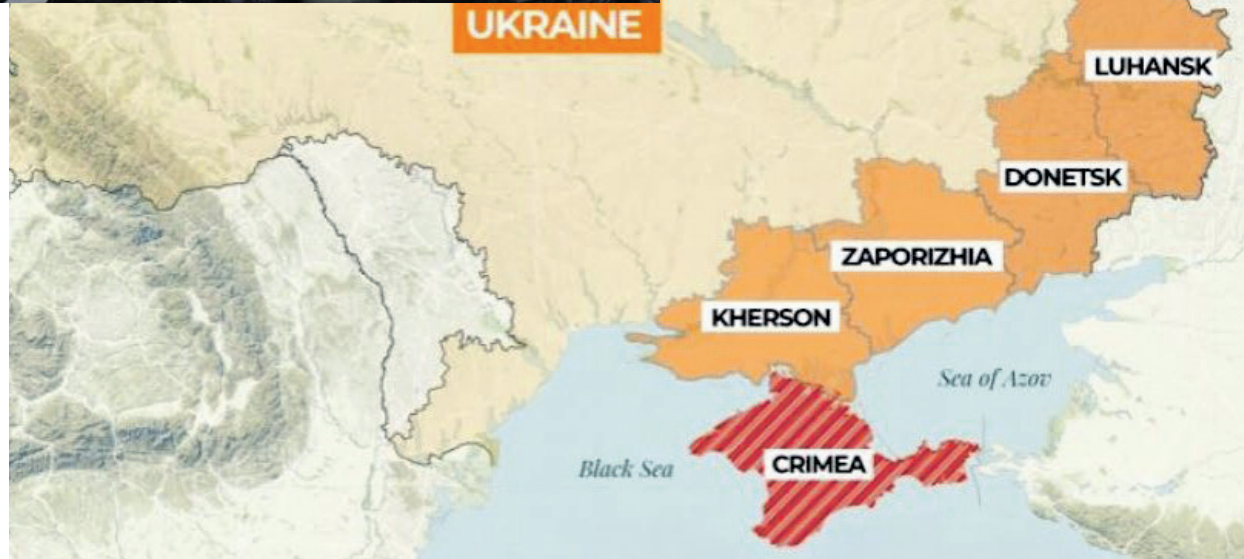 UKRAINE
LUHANSK
DONETSK
ZAPORIZHIA
KHERSON
Sea of Azov
CRIMEA
Black Sea